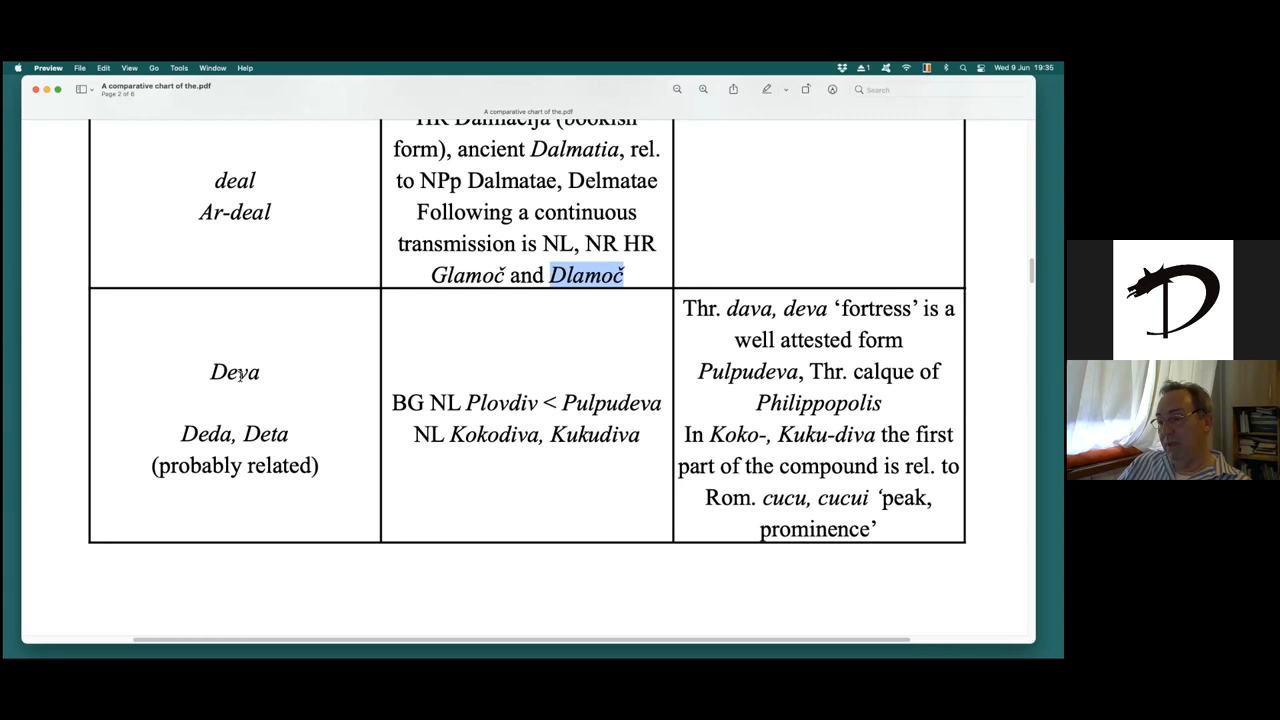 Preview File Edit View Go Tools Window Help
1 Wed 9 Jun 19:35
A comparative chart of the.pdf
Page 2 of 6
Search
A comparative chart of the.pdf
deal
Ar-deal
HR Dalmacija (bookish
form), ancient Dalmatia, rel.
to NPp Dalmatae, Delmatae
Following a continuous
transmission is NL, NR HR
Glamoč and Dlamoč
Deva
Deda, Deta
(probably related)
BG NL Plovdiv < Pulpudeva
NL Kokodiva, Kukudiva
Thr. dava, deva ‘fortress’ is a
well attested form
Pulpudeva, Thr. calque of
Philippopolis
In Koko-, Kuku-diva the first
part of the compound is rel. to
Rom. cucu, cucui ‘peak,
prominence’